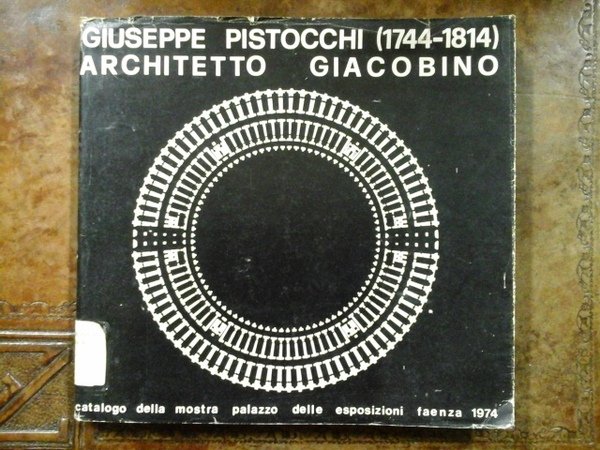 GIUSEPPE PISTOCCHI (1744-1814)
ARCHITETTO GIACOBINO
catalogo della mostra palazzo delle esposizioni faenza 1974